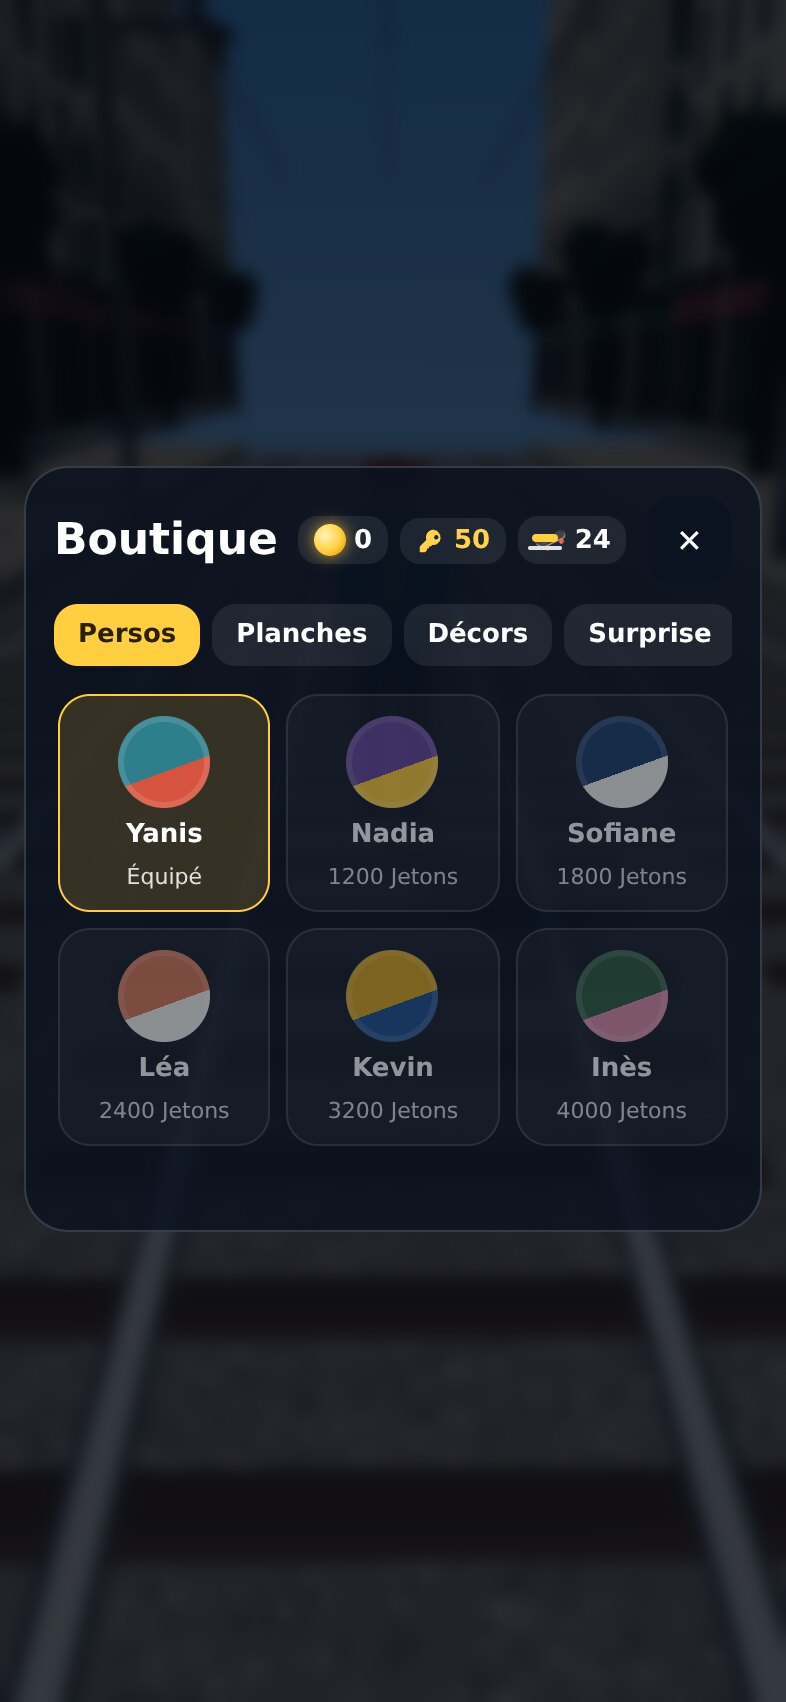 Boutique 0 50 24 ✕
Persos Planches Décors Surprise
Yanis Nadia Sofiane
Équipé 1200 Jetons 1800 Jetons
Léa Kevin Inès
2400 Jetons 3200 Jetons 4000 Jetons